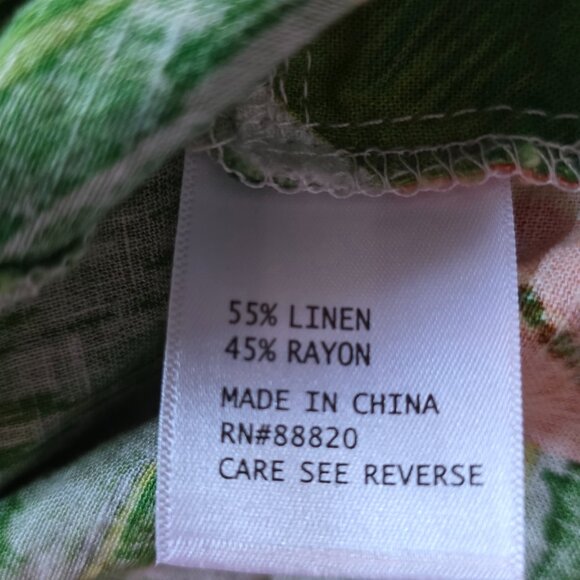 55% LINEN
45% RAYON
MADE IN CHINA
RN#88820
CARE SEE REVERSE